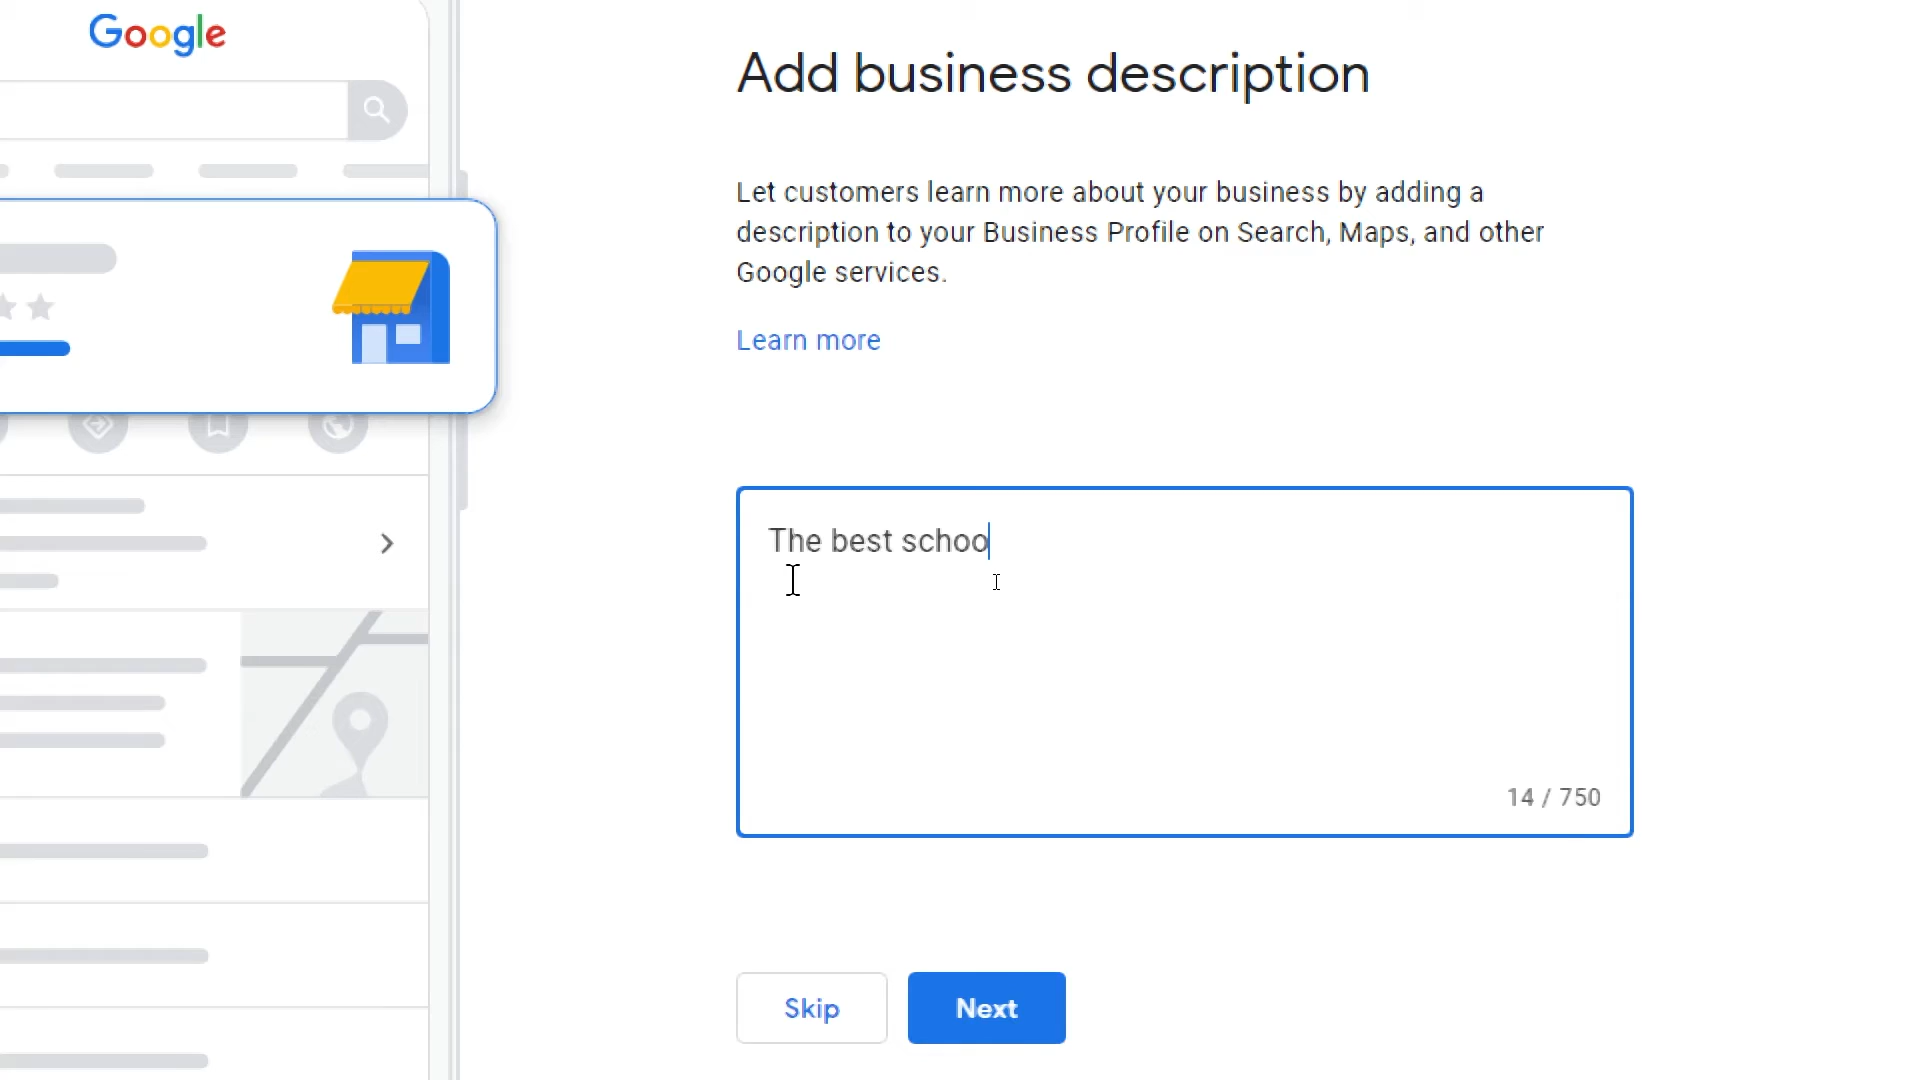 Google
Add business description
Let customers learn more about your business by adding a
description to your Business Profile on Search, Maps, and other
Google services.
Learn more
The best schoo
14 / 750
Skip
Next